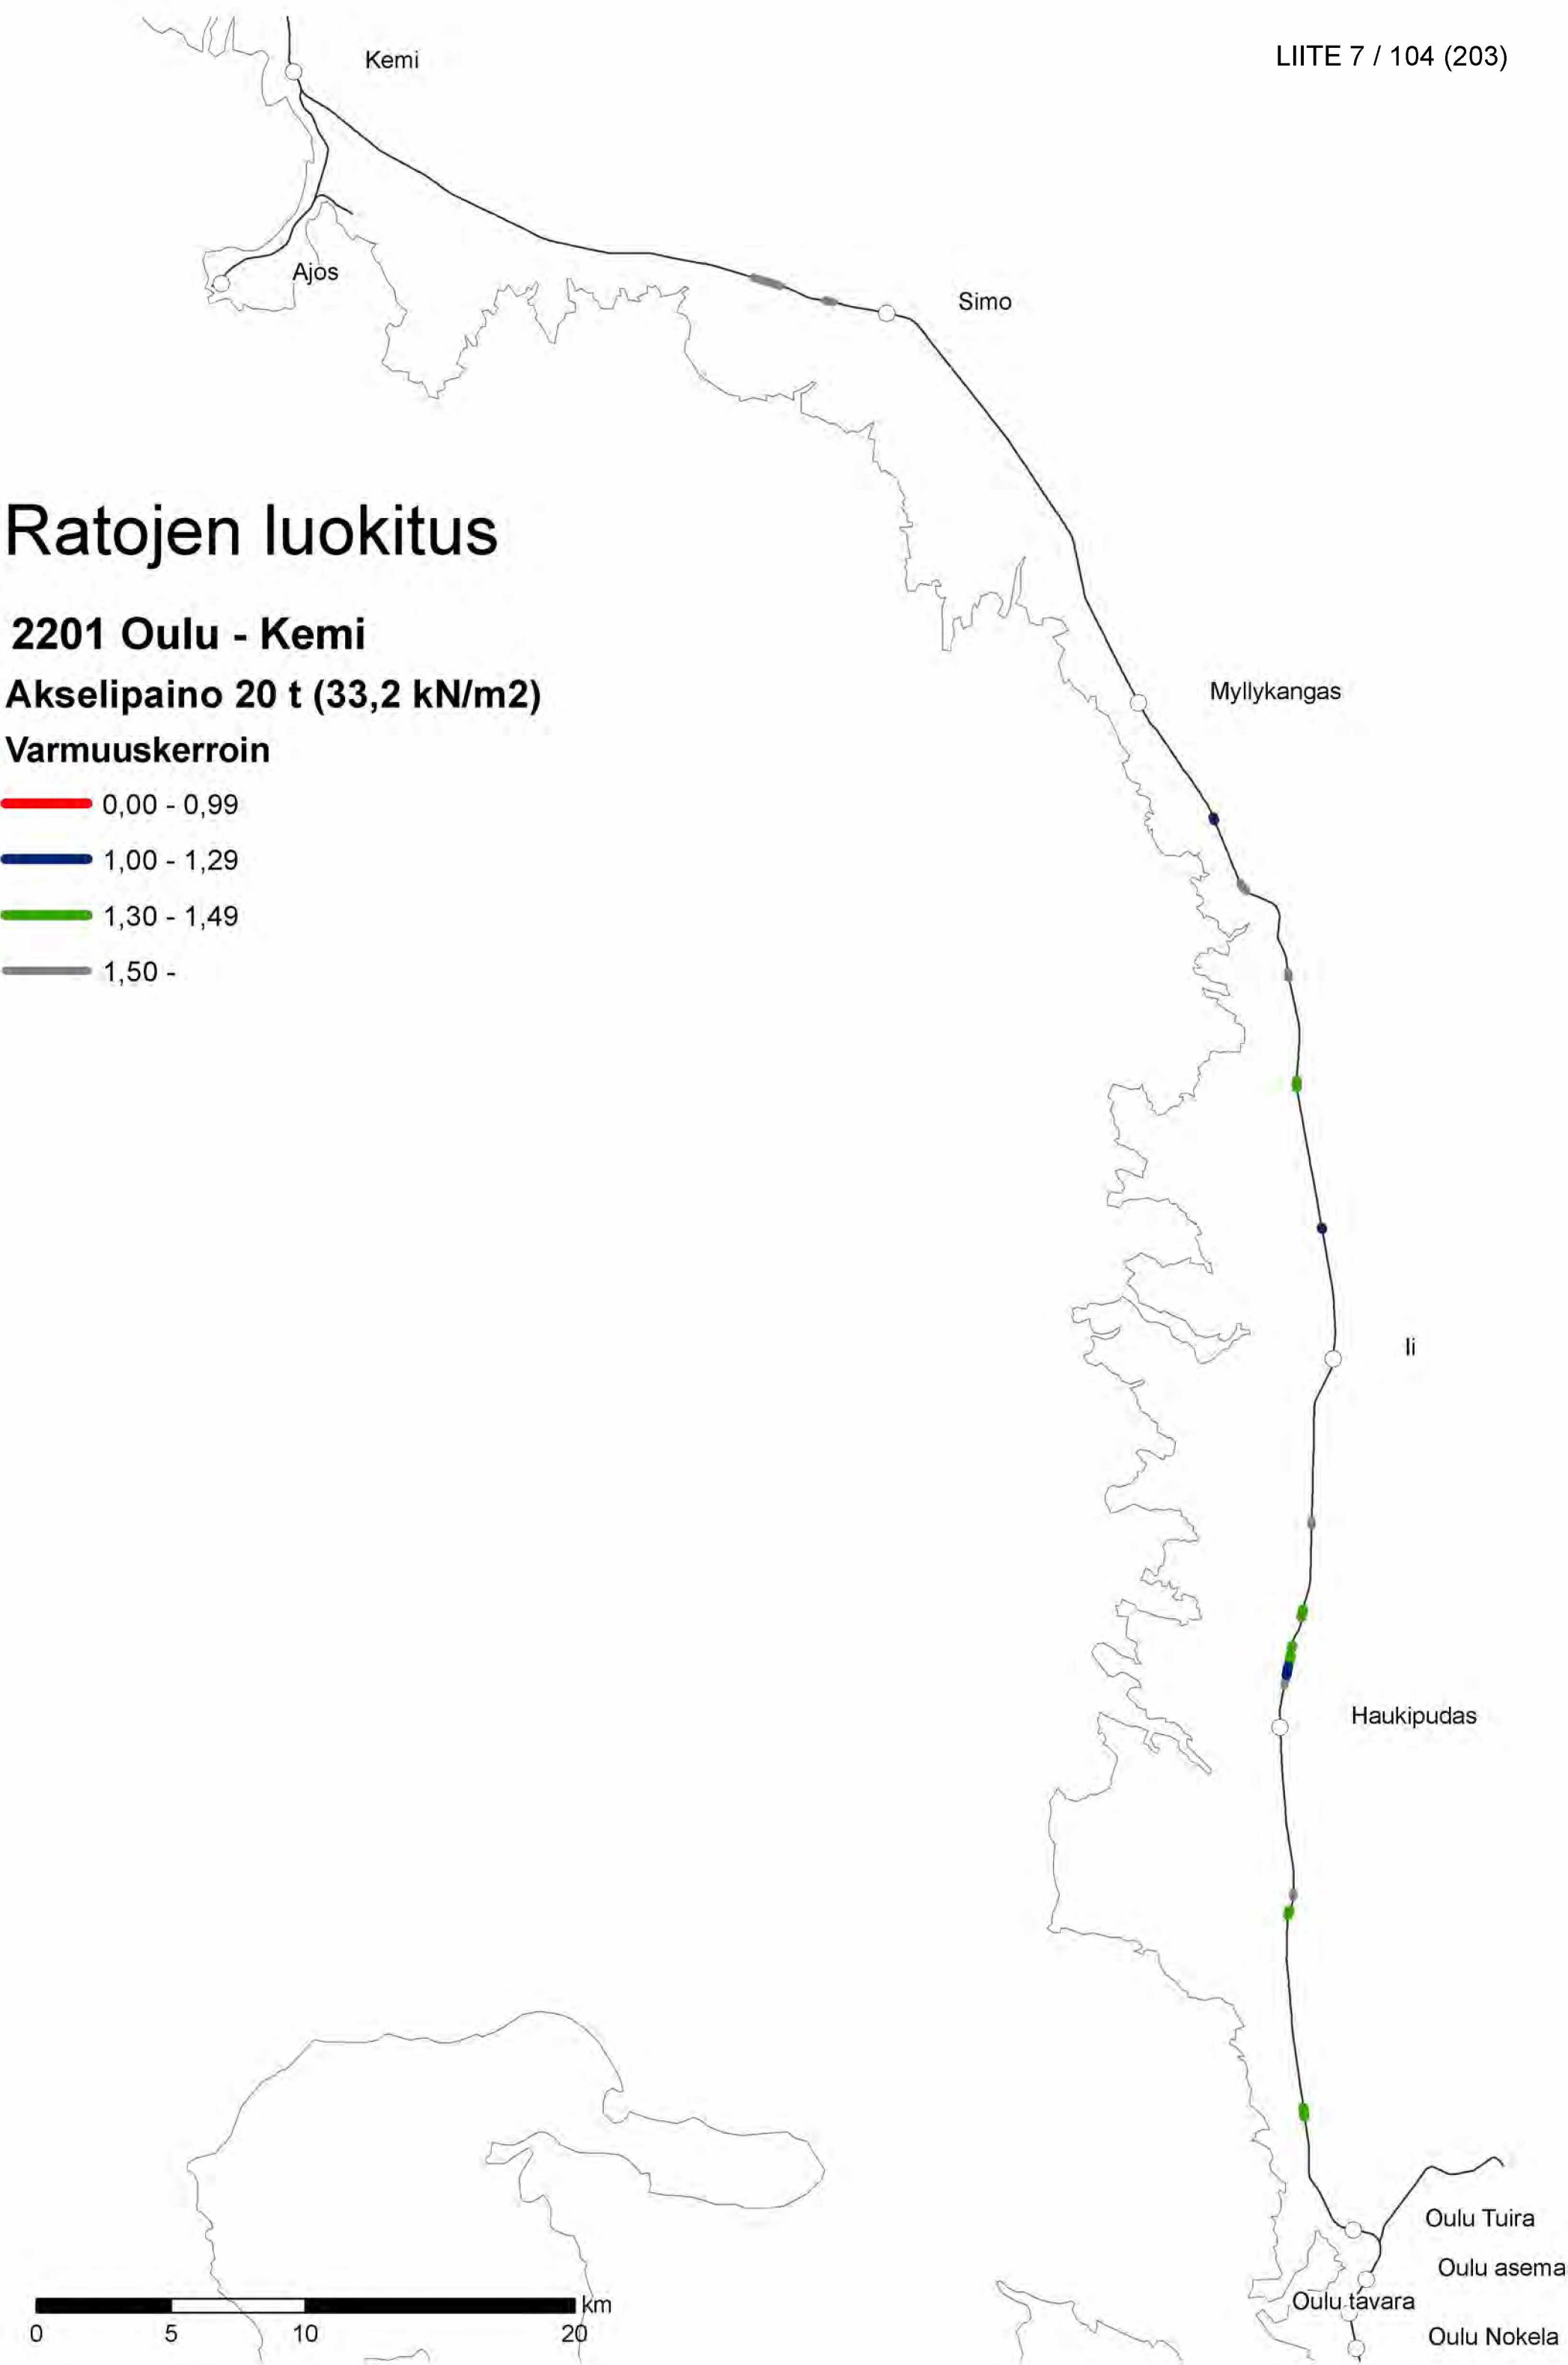 LIITE 7 / 104 (203)
Kemi
Ajos
Simo
Ratojen luokitus
2201 Oulu - Kemi
Akselipaino 20 t (33,2 kN/m2)
Varmuuskerroin
0,00 - 0,99
1,00 - 1,29
1,30 - 1,49
1,50 -
Myllykangas
Ii
Haukipudas
Oulu Tuira
Oulu asema
Oulu tavara
Oulu Nokela
km
0 5 10 20